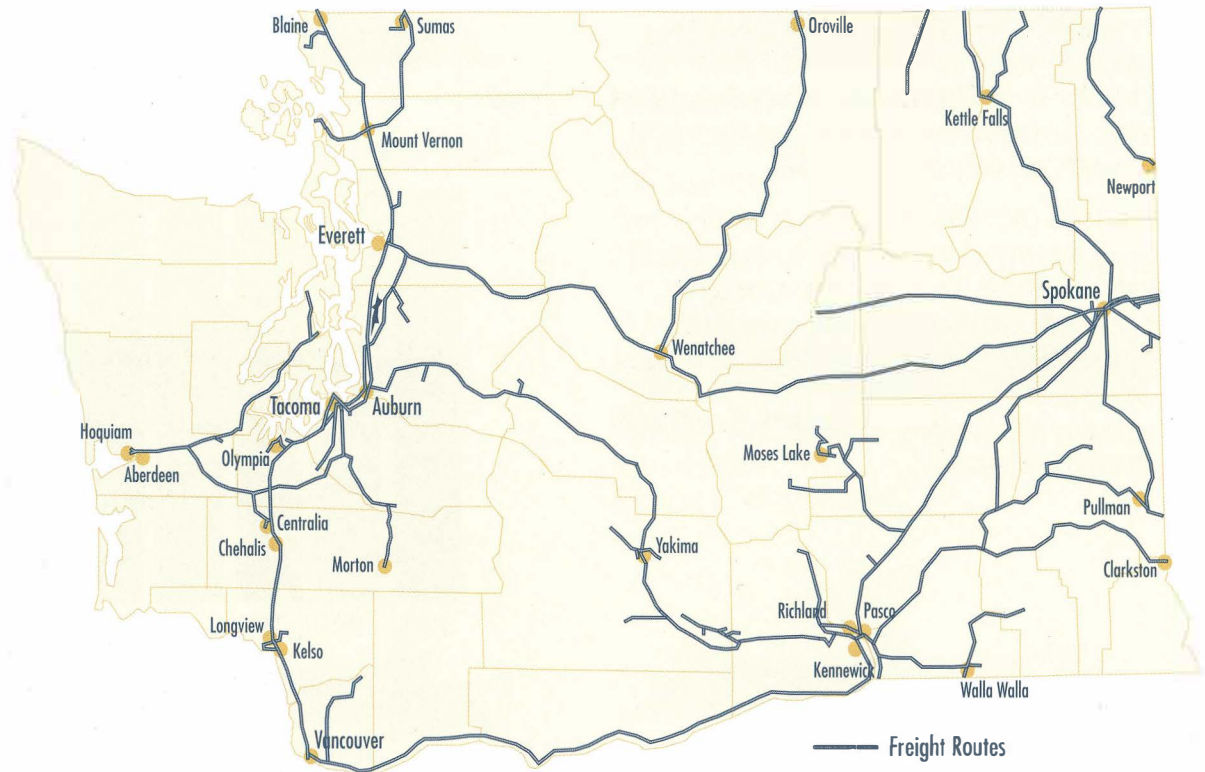 Blaine
Sumas
Oroville
Kettle Falls
Mount Vernon
Newport
Everett
Spokane
Wenatchee
Tacoma
Auburn
Hoquiam
Aberdeen
Olympia
Moses Lake
Pullman
Centralia
Chehalis
Morton
Yakima
Clarkston
Richland
Pasco
Longview
Kelso
Kennewick
Walla Walla
Vancouver
Freight Routes